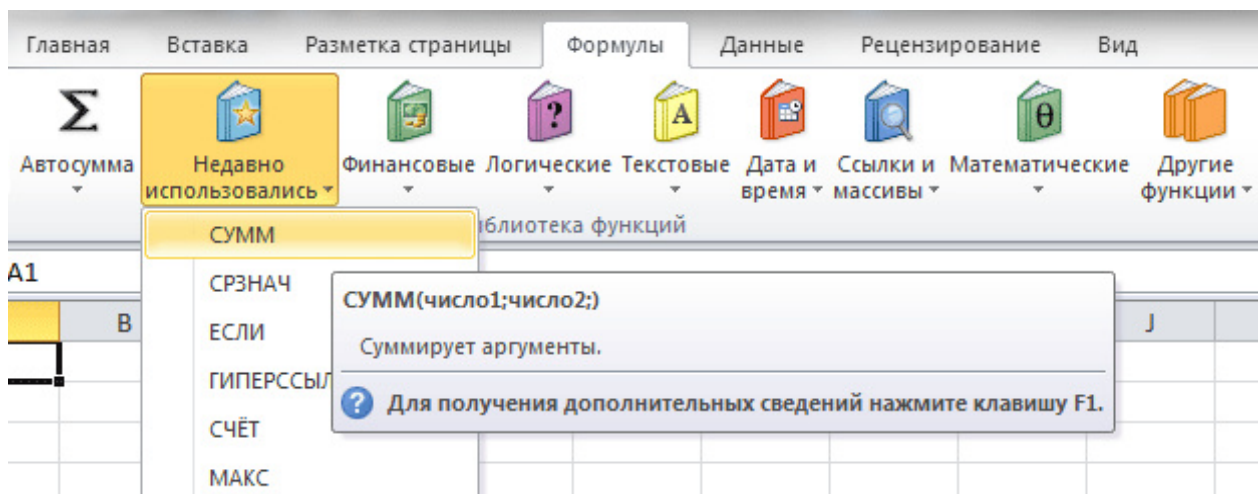 Главная Вставка Разметка страницы Формулы Данные Рецензирование Вид
Автосумма Недавно использовались Финансовые Логические Текстовые Дата и время Ссылки и массивы Математические Другие функции
функций
СУММ
A1
СРЗНАЧ
СУММ(число1;число2;)
B J
ЕСЛИ
Суммирует аргументы.
ГИПЕРССЫЛ
Для получения дополнительных сведений нажмите клавишу F1.
СЧЁТ
МАКС